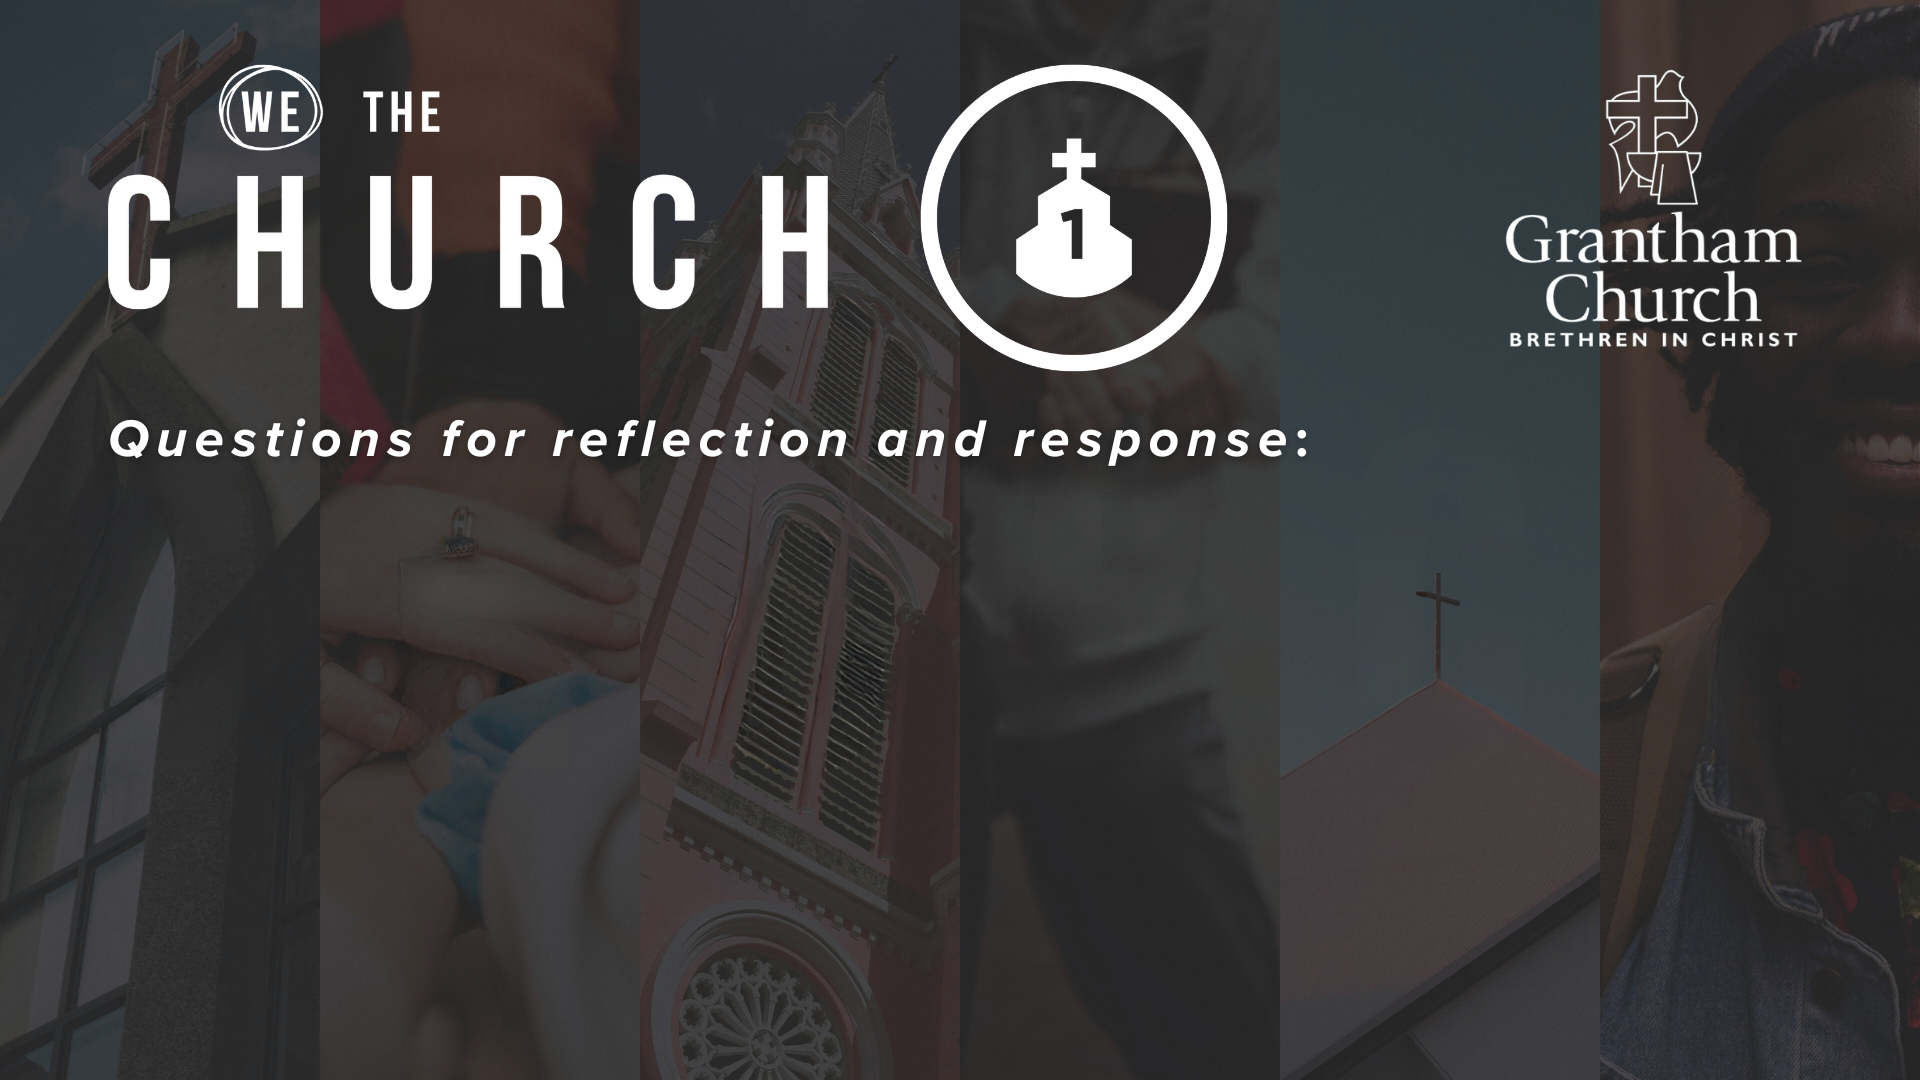 WE THE
CHURCH
1
Grantham
Church
BRETHREN IN CHRIST
Questions for reflection and response: